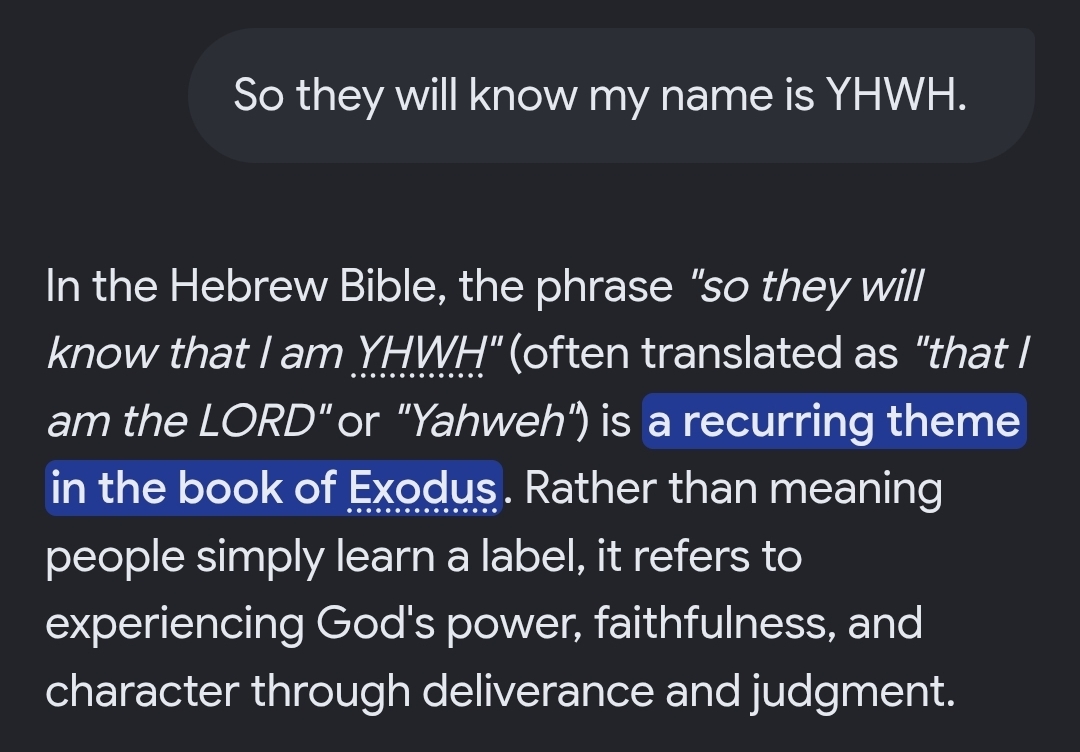 So they will know my name is YHWH.
In the Hebrew Bible, the phrase "so they will
know that I am YHWH" (often translated as "that I
am the LORD" or "Yahweh") is a recurring theme
in the book of Exodus. Rather than meaning
people simply learn a label, it refers to
experiencing God's power, faithfulness, and
character through deliverance and judgment.